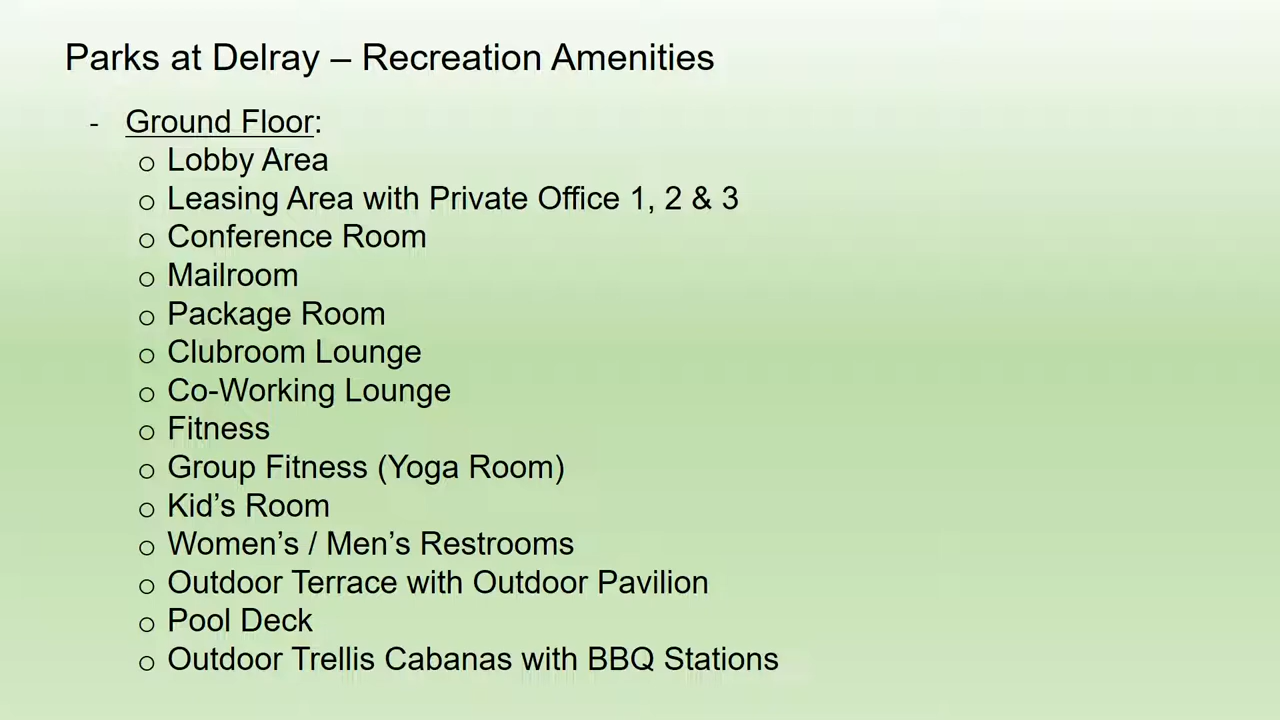 Parks at Delray – Recreation Amenities
- Ground Floor:
o Lobby Area
o Leasing Area with Private Office 1, 2 & 3
o Conference Room
o Mailroom
o Package Room
o Clubroom Lounge
o Co-Working Lounge
o Fitness
o Group Fitness (Yoga Room)
o Kid’s Room
o Women’s / Men’s Restrooms
o Outdoor Terrace with Outdoor Pavilion
o Pool Deck
o Outdoor Trellis Cabanas with BBQ Stations